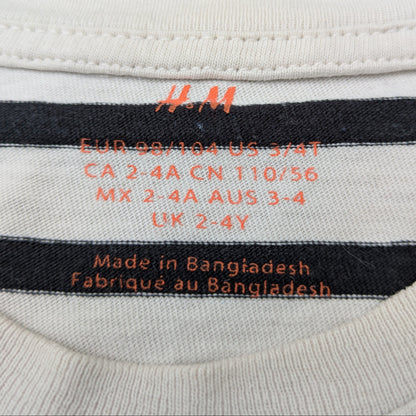 H&M
EUR 98/104 US 3/4T
CA 2-4A CN 110/56
MX 2-4A AUS 3-4
UK 2-4Y
Made in Bangladesh
Fabriqué au Bangladesh